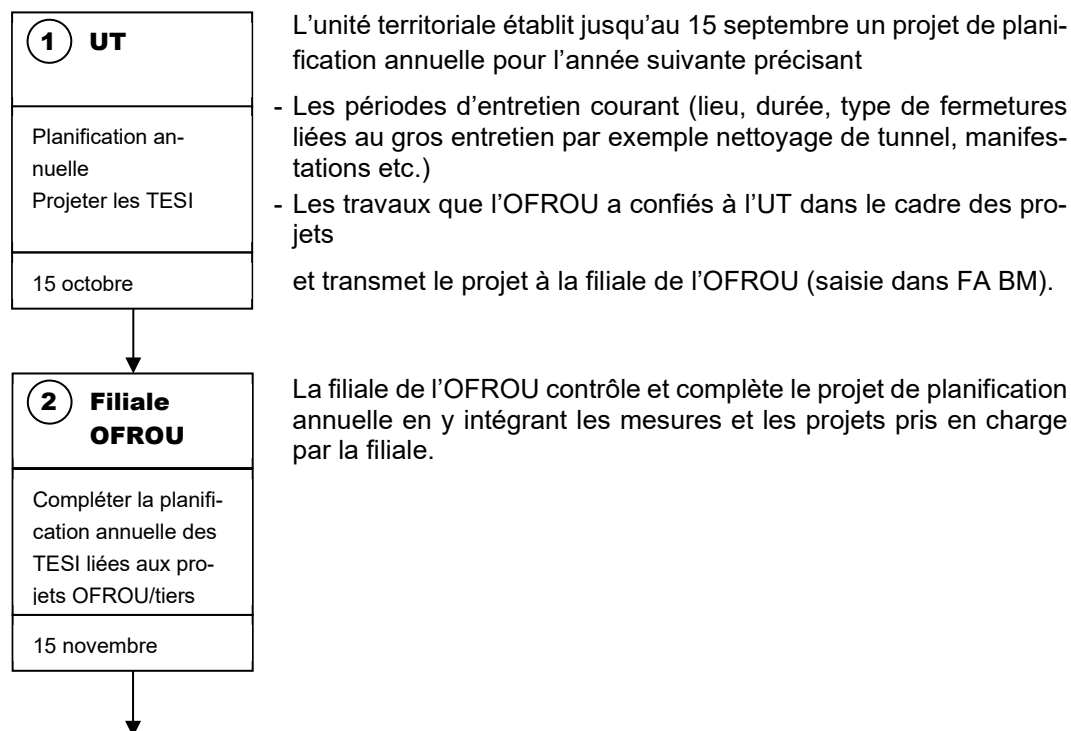 1 UT
Planification an-
nuelle
Projeter les TESI
15 octobre
L'unité territoriale établit jusqu'au 15 septembre un projet de plani-
fication annuelle pour l'année suivante précisant
- Les périodes d'entretien courant (lieu, durée, type de fermetures
liées au gros entretien par exemple nettoyage de tunnel, manifes-
tations etc.)
- Les travaux que l'OFROU a confiés à l'UT dans le cadre des pro-
jets
et transmet le projet à la filiale de l'OFROU (saisie dans FA BM).
2 Filiale
OFROU
Compléter la planifi-
cation annuelle des
TESI liées aux pro-
jets OFROU/tiers
15 novembre
La filiale de l'OFROU contrôle et complète le projet de planification
annuelle en y intégrant les mesures et les projets pris en charge
par la filiale.